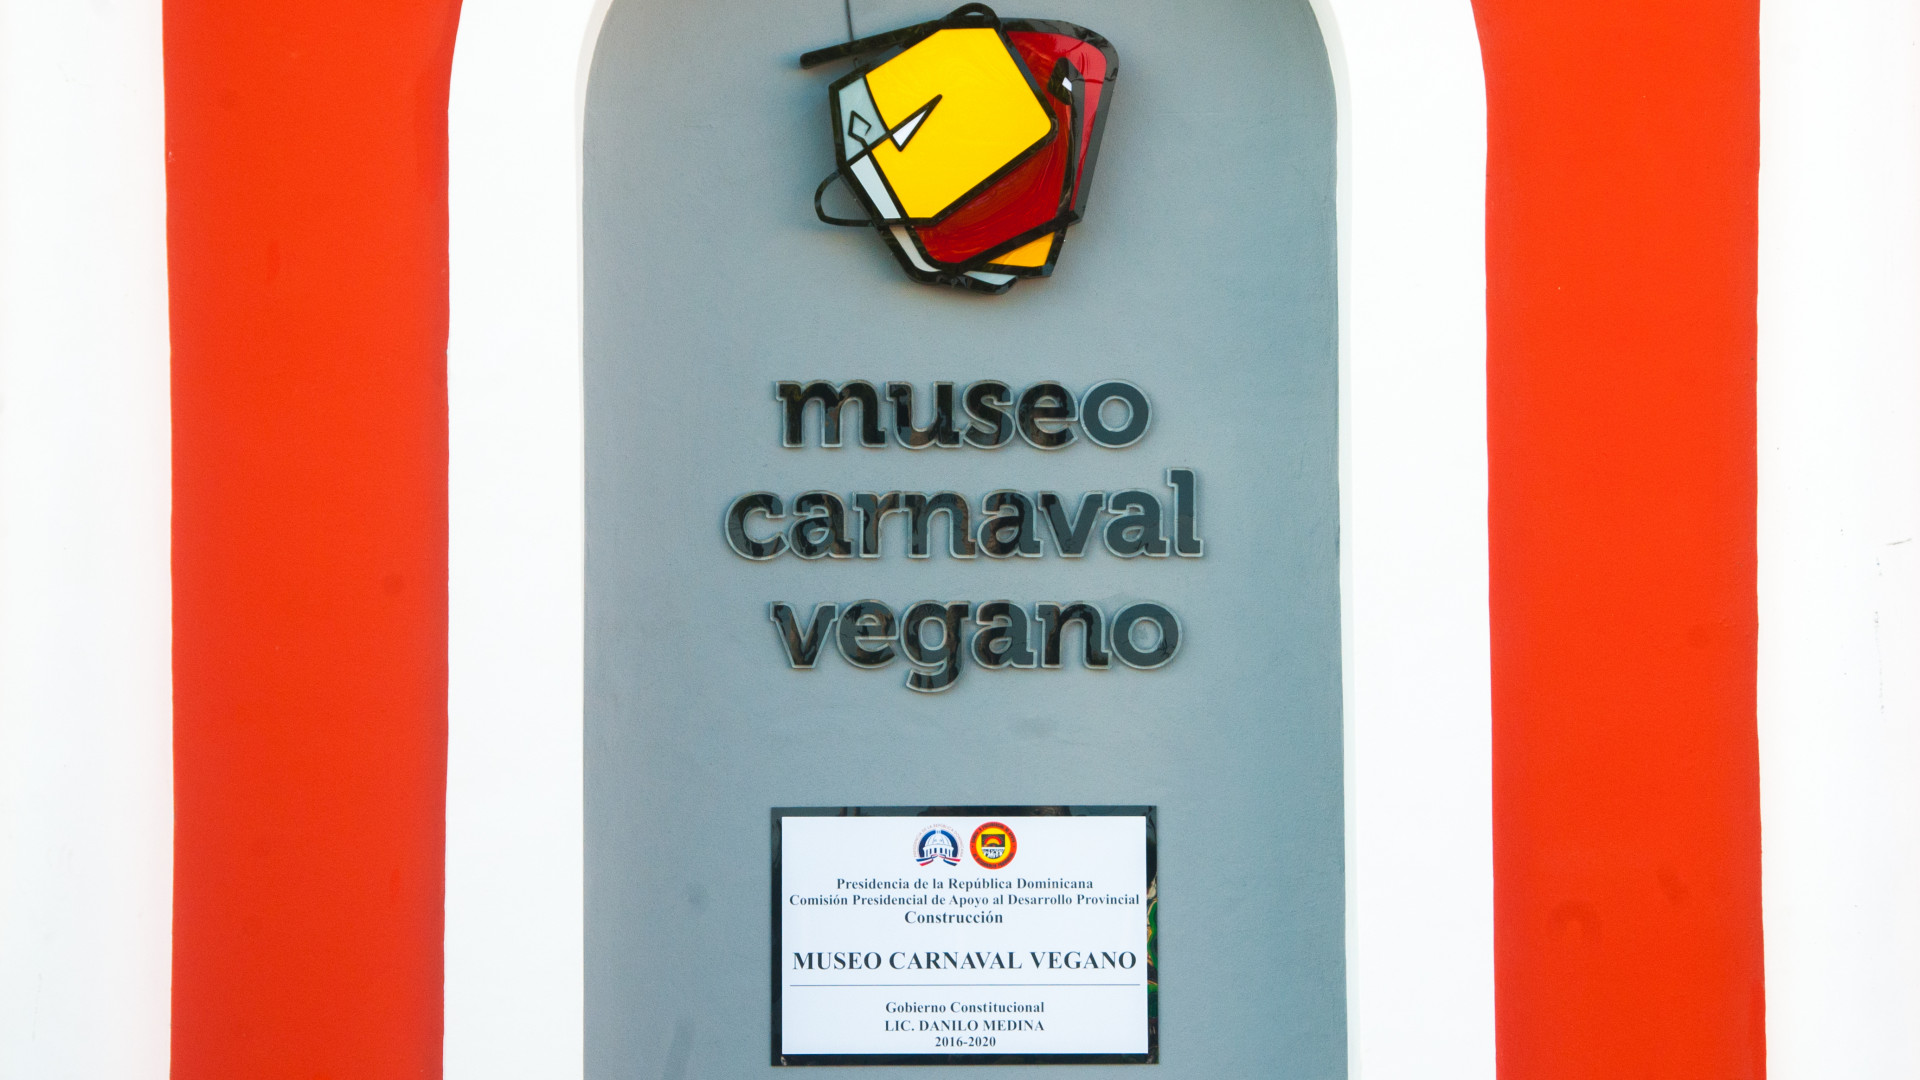 museo
carnaval
vegano
Presidencia de la República Dominicana
Comisión Presidencial de Apoyo al Desarrollo Provincial
Construcción
MUSEO CARNAVAL VEGANO
Gobierno Constitucional
LIC. DANILO MEDINA
2016-2020